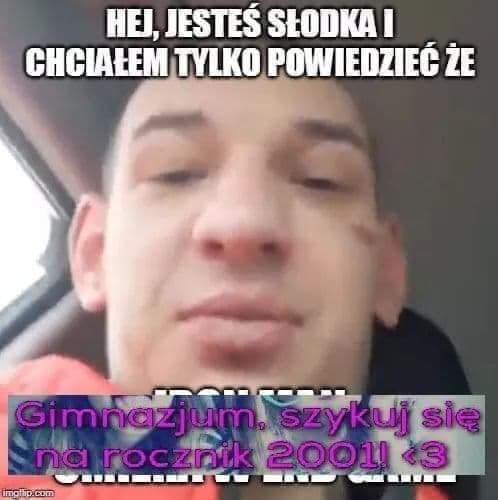 HEJ, JESTEŚ SŁODKA I
CHCIAŁEM TYLKO POWIEDZIEĆ ŻE
Gimnazjum, szykuj się
na rocznik 2001! <3
imgflip.com